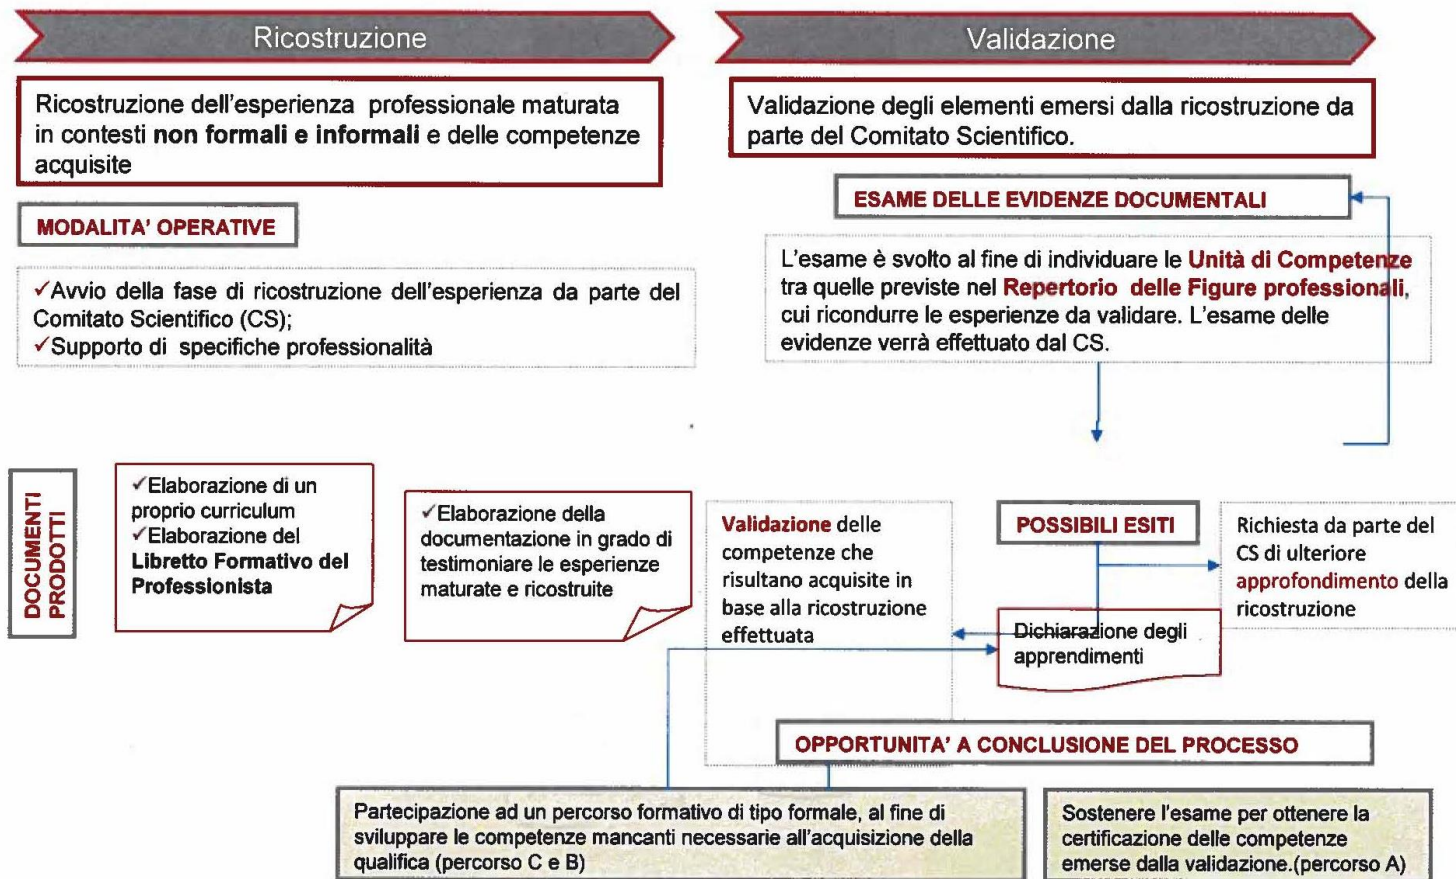 Ricostruzione
Validazione
Ricostruzione dell'esperienza professionale maturata
in contesti non formali e informali e delle competenze
acquisite
Validazione degli elementi emersi dalla ricostruzione da
parte del Comitato Scientifico.
MODALITA' OPERATIVE
✓Avvio della fase di ricostruzione dell'esperienza da parte del
Comitato Scientifico (CS);
✓Supporto di specifiche professionalità
ESAME DELLE EVIDENZE DOCUMENTALI
L'esame è svolto al fine di individuare le Unità di Competenze
tra quelle previste nel Repertorio delle Figure professionali,
cui ricondurre le esperienze da validare. L'esame delle
evidenze verrà effettuato dal CS.
DOCUMENTI
PRODOTTI
✓Elaborazione di un
proprio curriculum
✓Elaborazione del
Libretto Formativo del
Professionista
✓Elaborazione della
documentazione in grado di
testimoniare le esperienze
maturate e ricostruite
Validazione delle
competenze che
risultano acquisite in
base alla ricostruzione
effettuata
POSSIBILI ESITI
Richiesta da parte del
CS di ulteriore
approfondimento della
ricostruzione
Dichiarazione degli
apprendimenti
OPPORTUNITA' A CONCLUSIONE DEL PROCESSO
Partecipazione ad un percorso formativo di tipo formale, al fine di
sviluppare le competenze mancanti necessarie all'acquisizione della
qualifica (percorso C e B)
Sostenere l'esame per ottenere la
certificazione delle competenze
emerse dalla validazione.(percorso A)